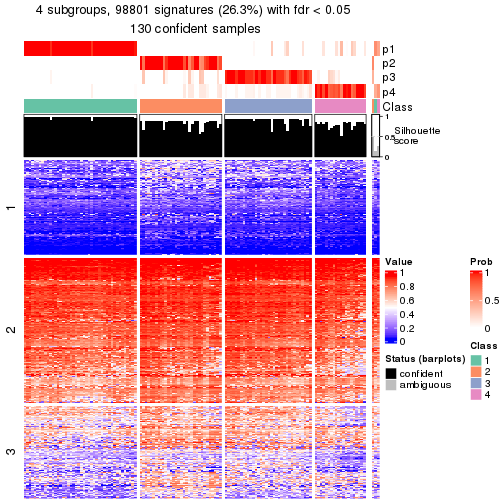 4 subgroups, 98801 signatures (26.3%) with fdr < 0.05
130 confident samples
p1
p2
p3
p4
Class
1
0.5
0
Silhouette
score
1
2
3
Value
1
0.8
0.6
0.4
0.2
0
Prob
1
0.5
0
Status (barplots)
confident
ambiguous
Class
1
2
3
4